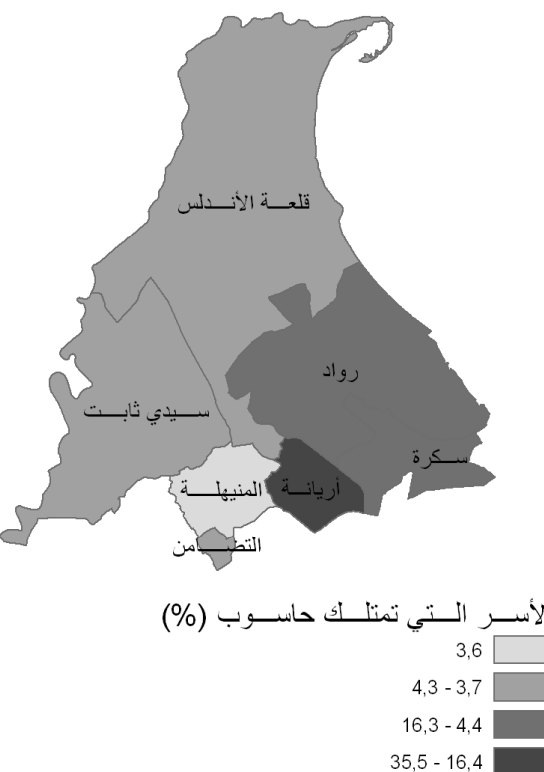 قلعة الأندلس
رواد
سيدي ثابت
سكرة
المنيهلة
أريانة
التضامن
لأسر التي تمتلك حاسوب (%)
3,6
4,3 - 3,7
16,3 - 4,4
35,5 - 16,4